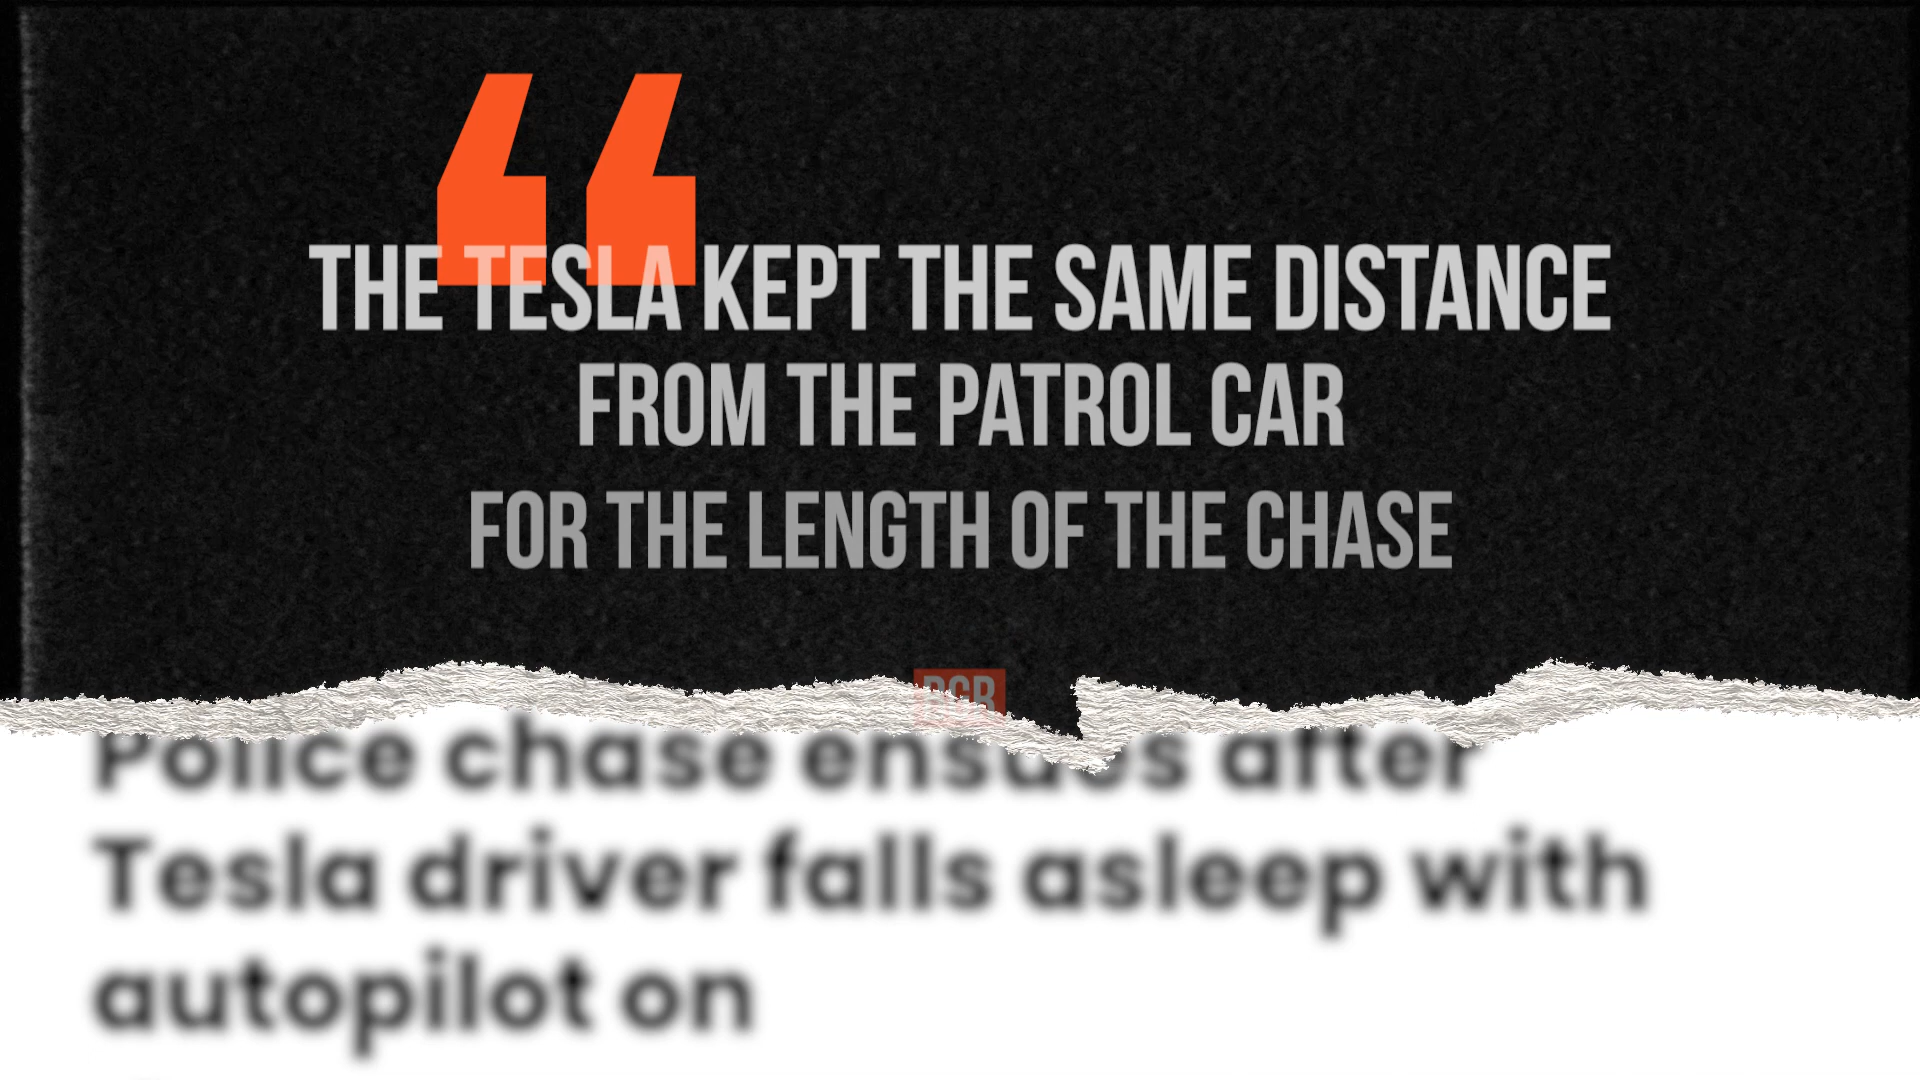 THE TESLA KEPT THE SAME DISTANCE
FROM THE PATROL CAR
FOR THE LENGTH OF THE CHASE
BGR
Police chase ensues after
Tesla driver falls asleep with
autopilot on